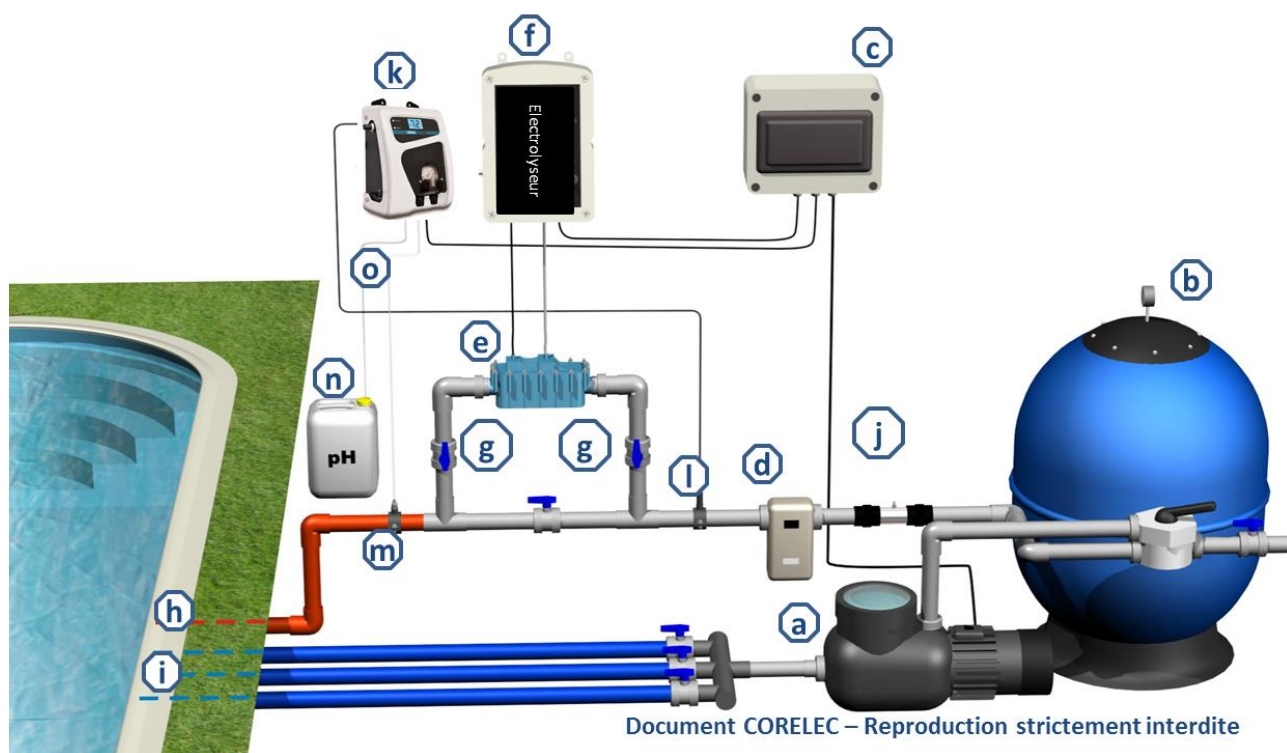 f
c
k
Electrolyseur
b
o
e
n
g
g
j
d
l
pH
m
h
a
i
Document CORELEC – Reproduction strictement interdite